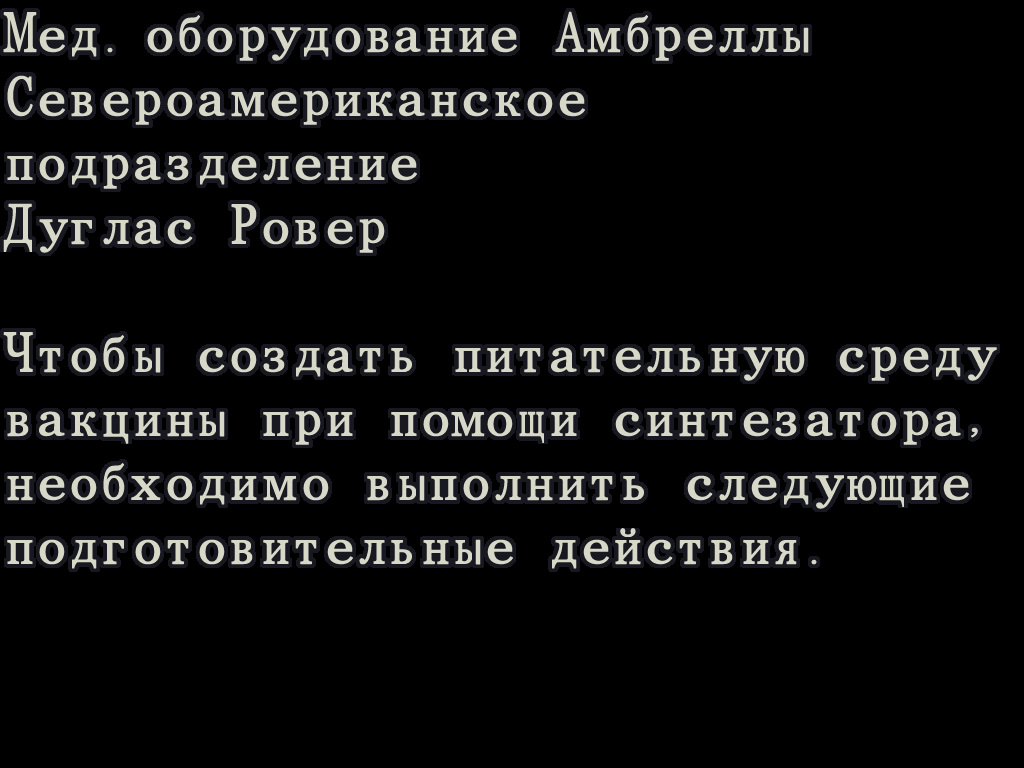 Мед. оборудование Амбреллы
Североамериканское
подразделение
Дуглас Ровер
Чтобы создать питательную среду
вакцины при помощи синтезатора,
необходимо выполнить следующие
подготовительные действия.